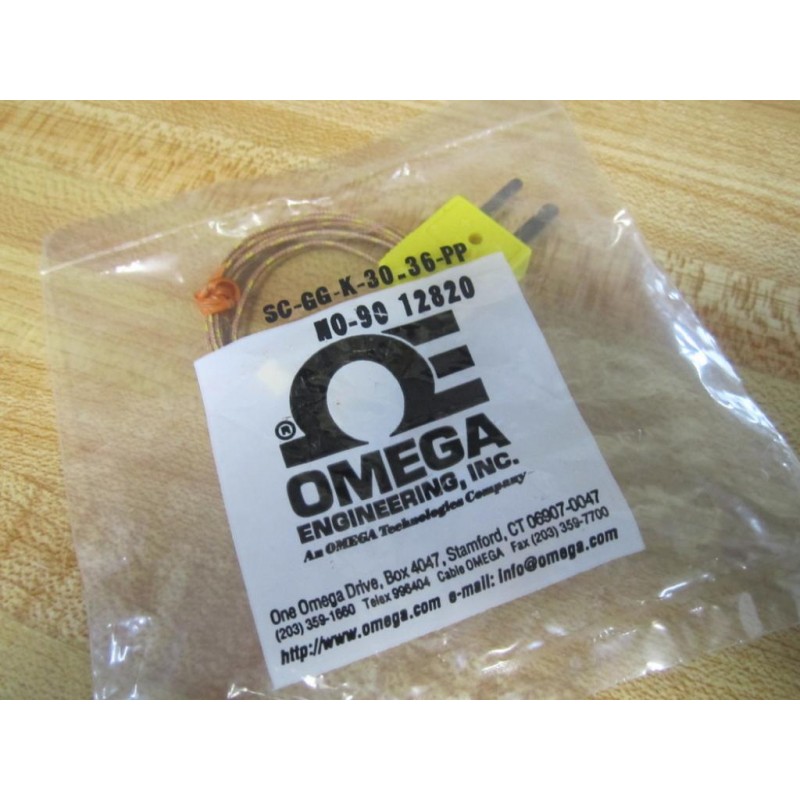 SC-GG-K-30-36-PP
NO-90 12820
®
OMEGA
ENGINEERING, INC.
An OMEGA Technologies Company
One Omega Drive, Box 4047, Stamford, CT 06907-0047
(203) 359-1660 Telex 996404 Cable OMEGA Fax (203) 359-7700
http://www.omega.com e-mail: info@omega.com